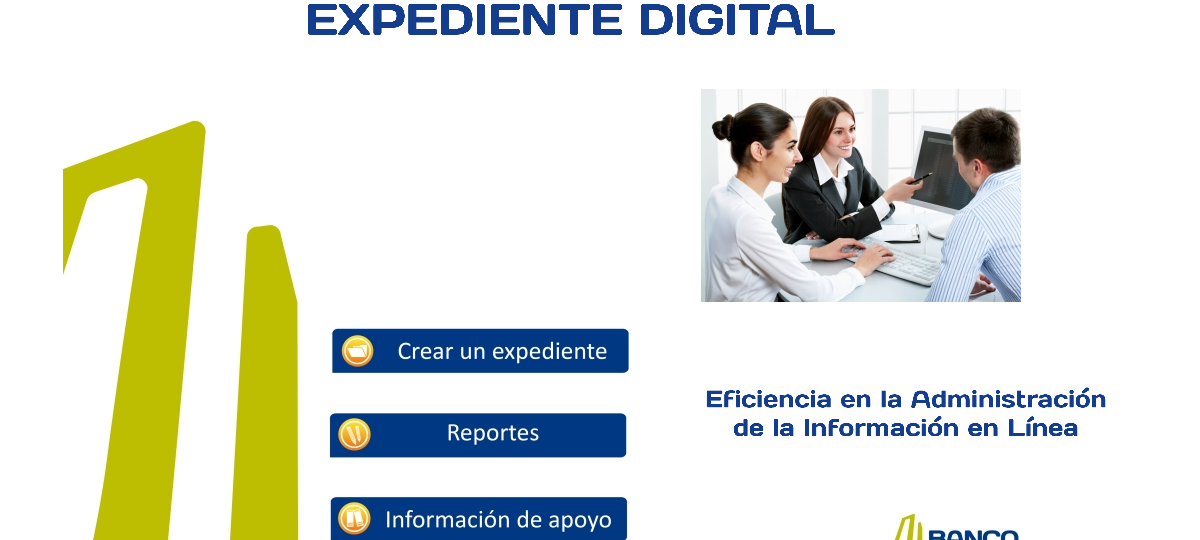 EXPEDIENTE DIGITAL
Crear un expediente
Reportes
Información de apoyo
Eficiencia en la Administración
de la Información en Línea
BANCO